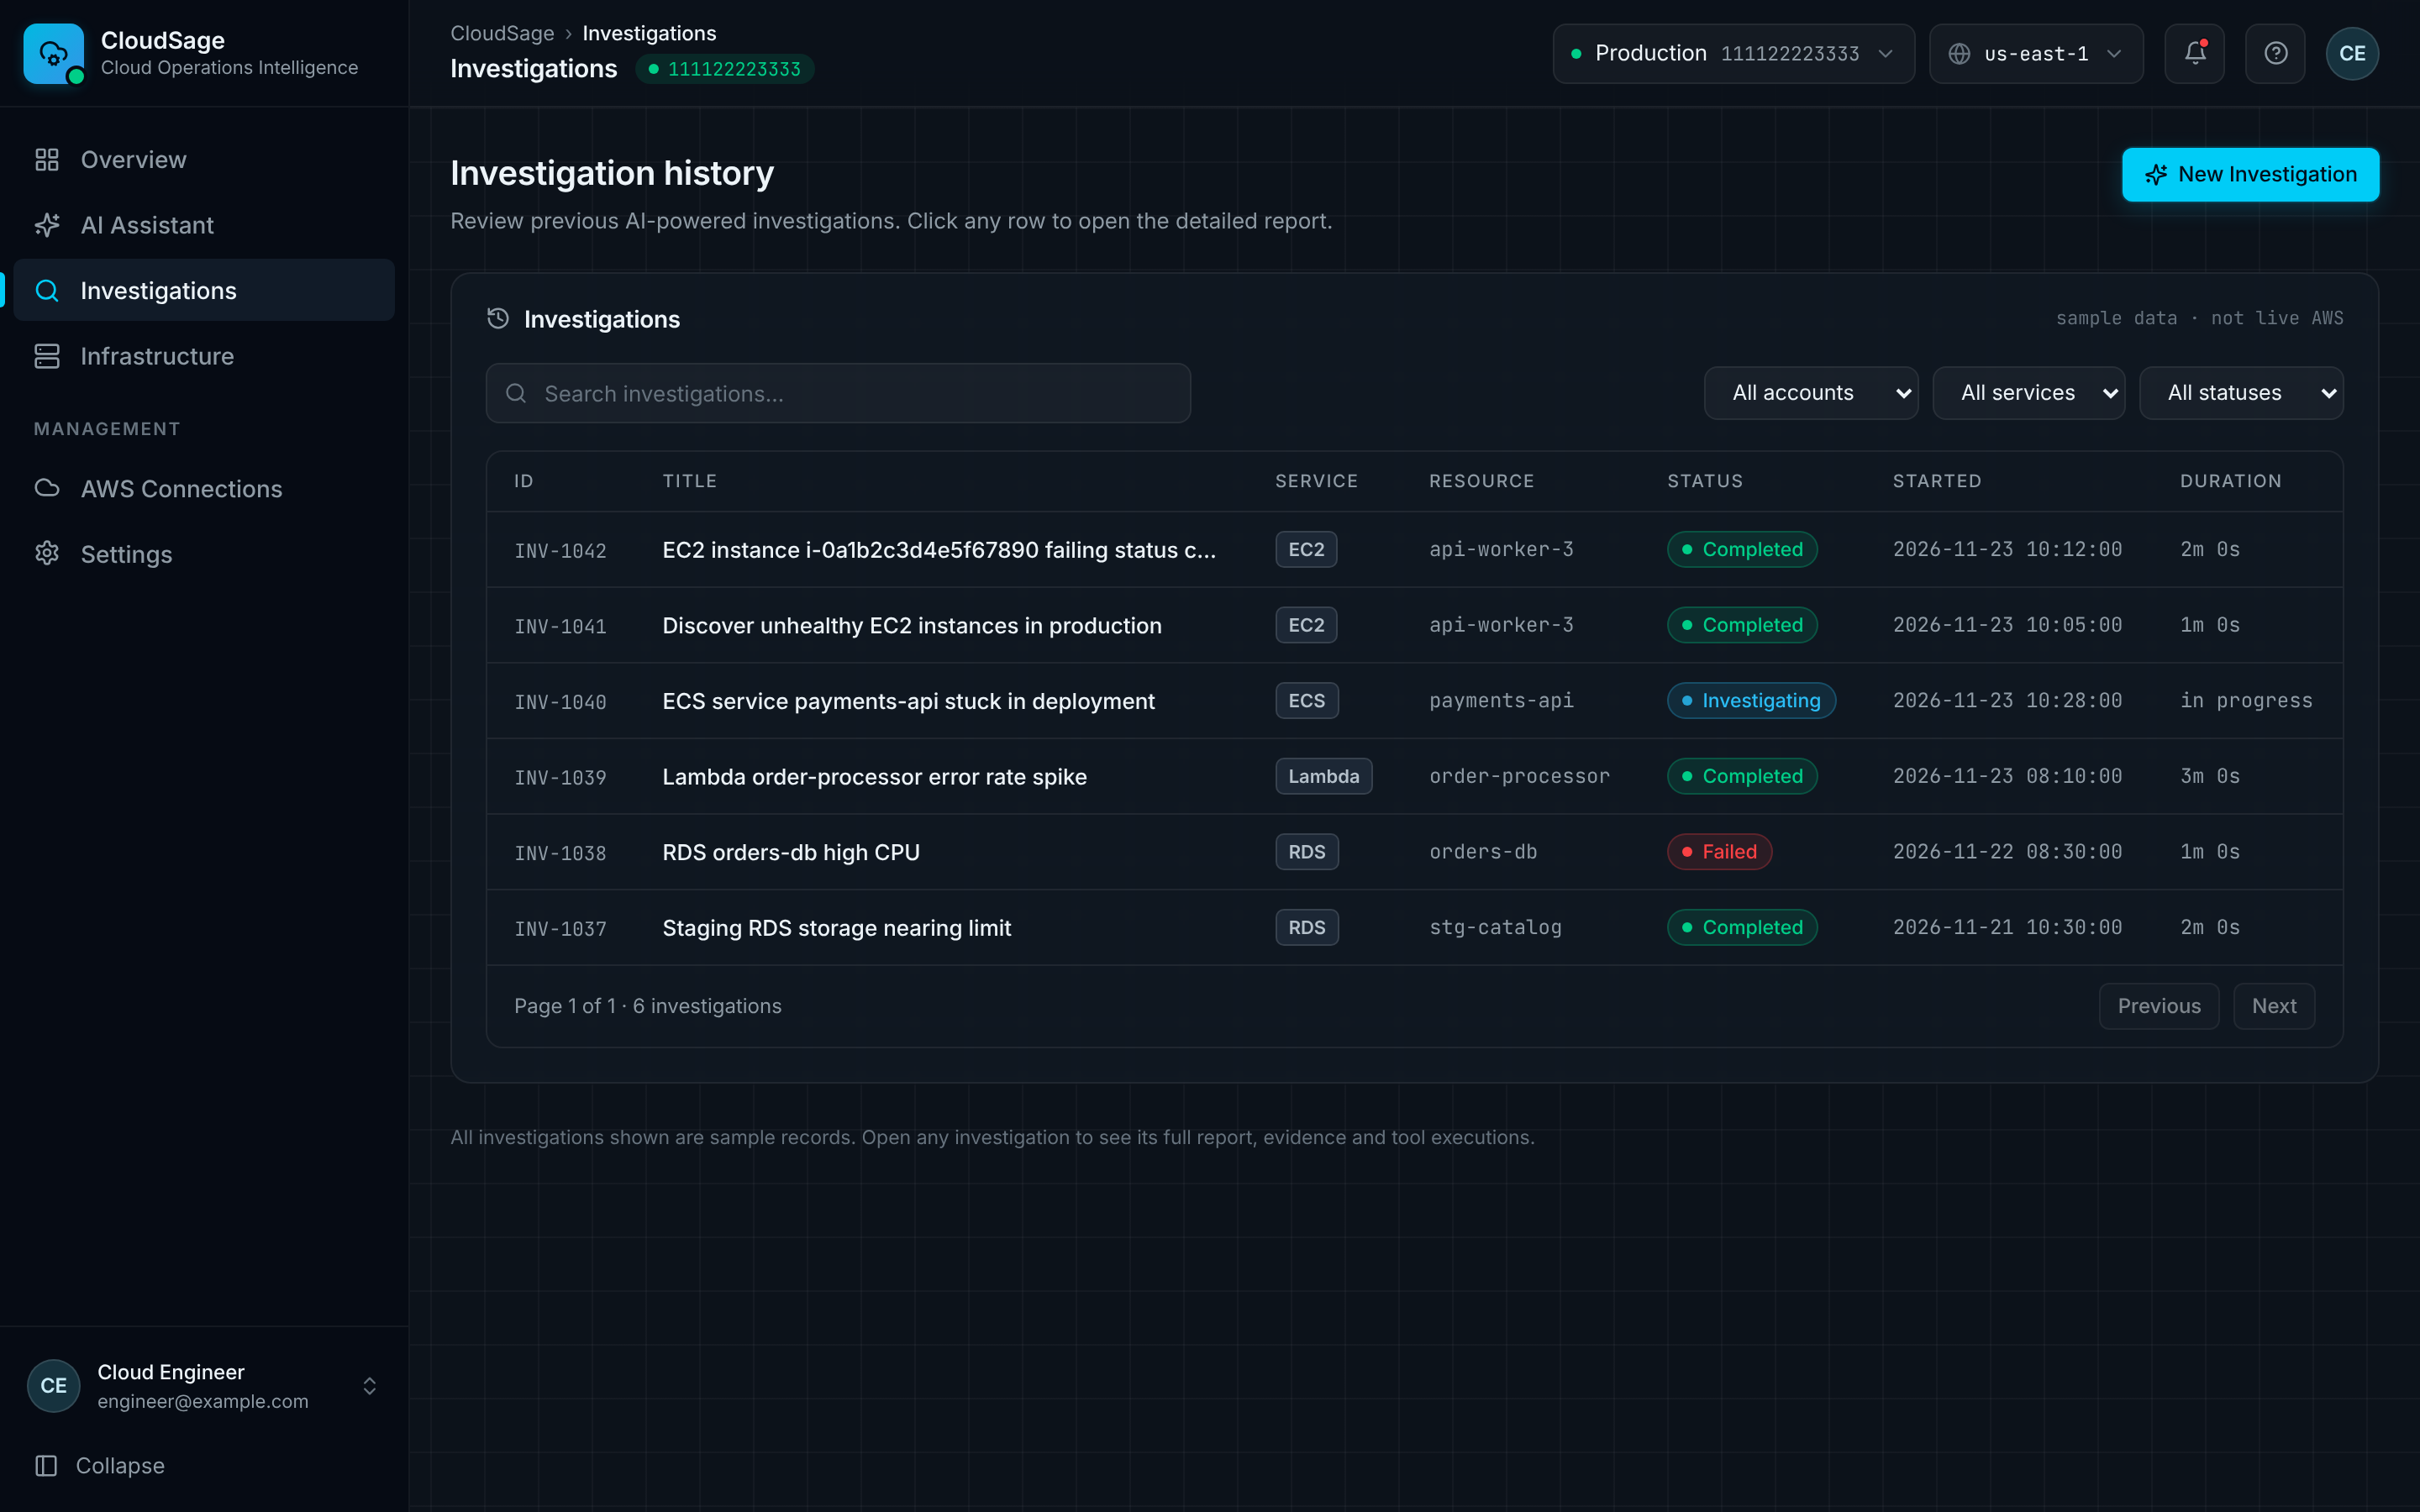 CloudSage
Cloud Operations Intelligence
Overview
AI Assistant
Investigations
Infrastructure
MANAGEMENT
AWS Connections
Settings
CE
Cloud Engineer
engineer@example.com
Collapse
CloudSage › Investigations
Investigations 111122223333
Production 111122223333
us-east-1
CE
Investigation history
Review previous AI-powered investigations. Click any row to open the detailed report.
New Investigation
Investigations
sample data · not live AWS
Search investigations...
All accounts
All services
All statuses
ID TITLE SERVICE RESOURCE STATUS STARTED DURATION
INV-1042 EC2 instance i-0a1b2c3d4e5f67890 failing status c... EC2 api-worker-3 Completed 2026-11-23 10:12:00 2m 0s
INV-1041 Discover unhealthy EC2 instances in production EC2 api-worker-3 Completed 2026-11-23 10:05:00 1m 0s
INV-1040 ECS service payments-api stuck in deployment ECS payments-api Investigating 2026-11-23 10:28:00 in progress
INV-1039 Lambda order-processor error rate spike Lambda order-processor Completed 2026-11-23 08:10:00 3m 0s
INV-1038 RDS orders-db high CPU RDS orders-db Failed 2026-11-22 08:30:00 1m 0s
INV-1037 Staging RDS storage nearing limit RDS stg-catalog Completed 2026-11-21 10:30:00 2m 0s
Page 1 of 1 · 6 investigations
Previous
Next
All investigations shown are sample records. Open any investigation to see its full report, evidence and tool executions.